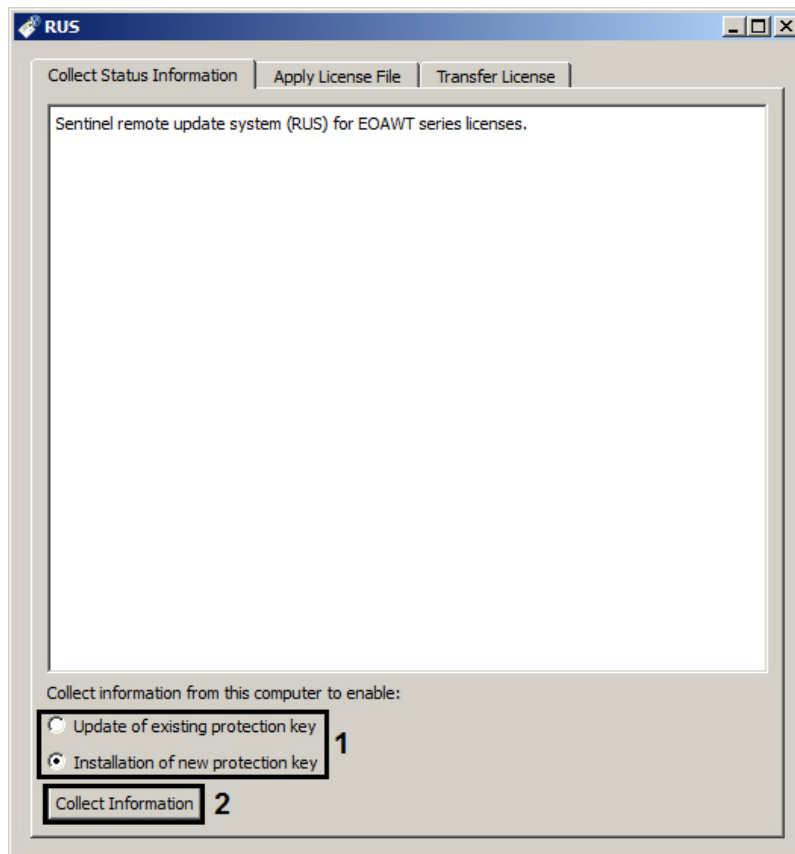 RUS
Collect Status Information Apply License File Transfer License
Sentinel remote update system (RUS) for EOAWT series licenses.
Collect information from this computer to enable:
Update of existing protection key
1
Installation of new protection key
Collect Information 2